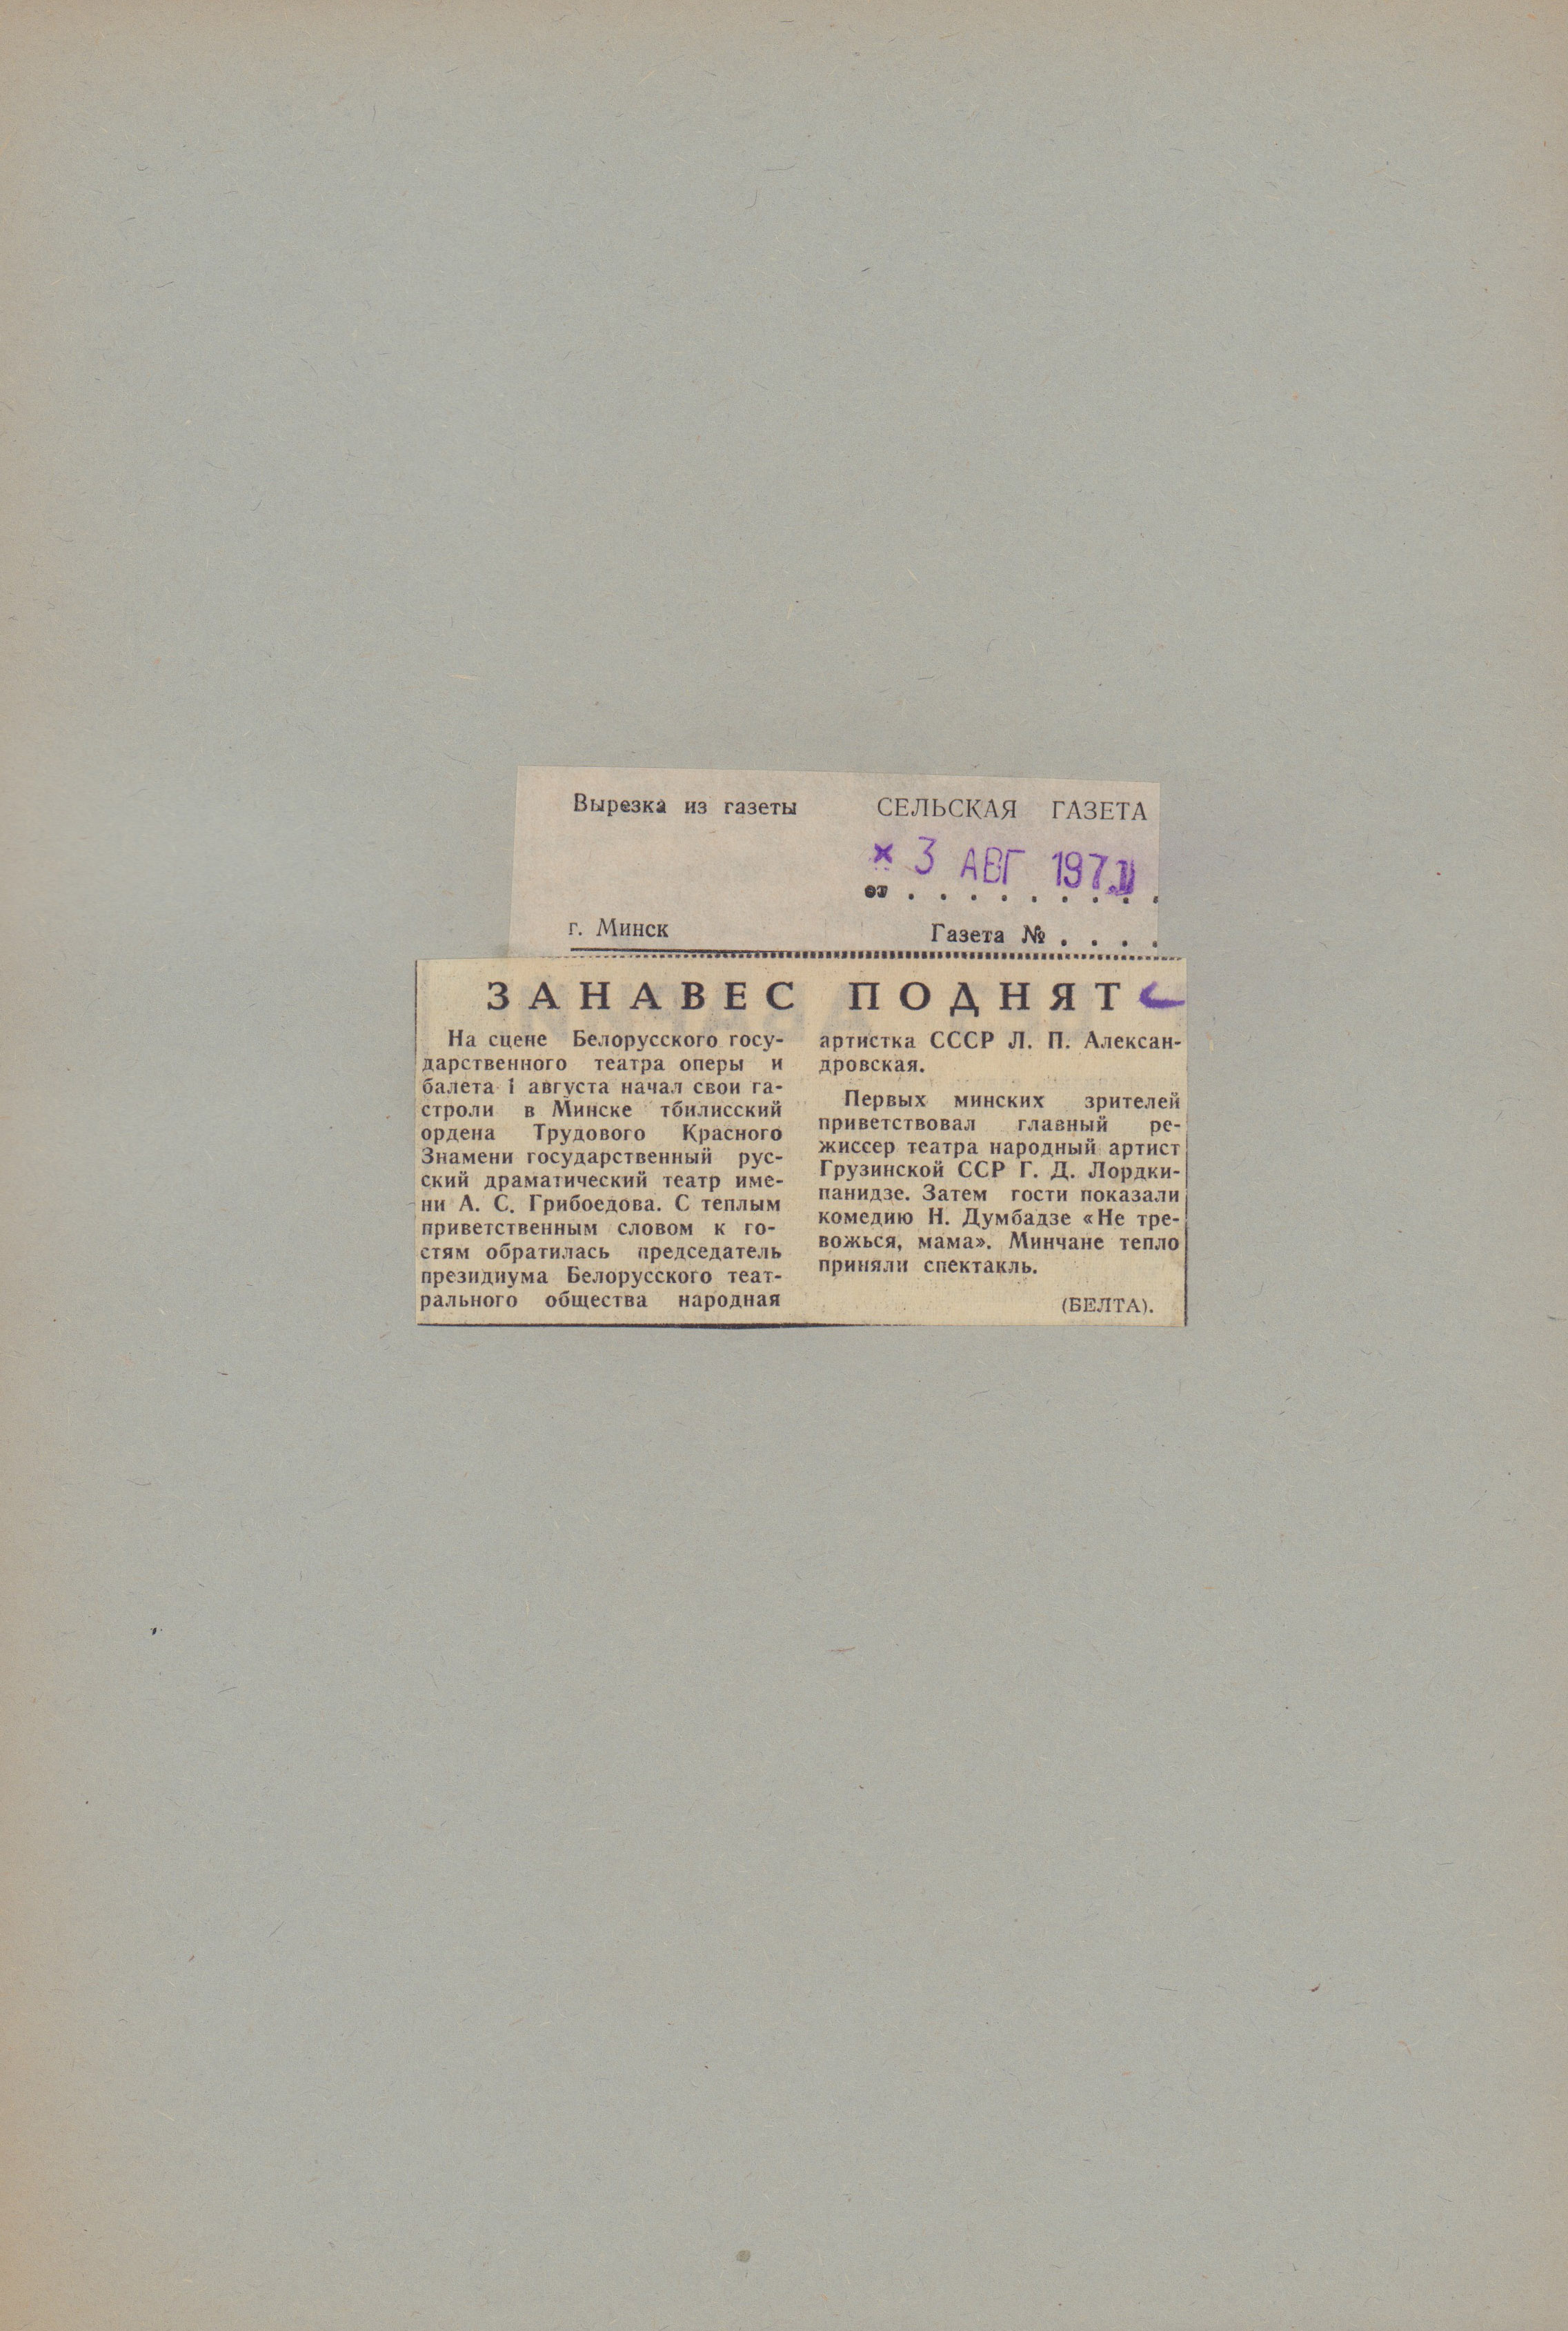 Вырезка из газеты СЕЛЬСКАЯ ГАЗЕТА
3 АВГ
от . . . . . . . . .
г. Минск Газета № . . . .
ЗАНАВЕС ПОДНЯТ
На сцене Белорусского госу-
дарственного театра оперы и
балета 1 августа начал свои га-
строли в Минске тбилисский
ордена Трудового Красного
Знамени государственный рус-
ский драматический театр име-
ни А. С. Грибоедова. С теплым
приветственным словом к го-
стям обратилась председатель
президиума Белорусского теат-
рального общества народная
артистка СССР Л. П. Александ-
ровская.
Первых минских зрителей
приветствовал главный ре-
жиссер театра народный артист
Грузинской ССР Г. Д. Лордки-
панидзе. Затем гости показали
комедию Н. Думбадзе «Не тре-
вожься, мама». Минчане тепло
приняли спектакль.
(БЕЛТА).